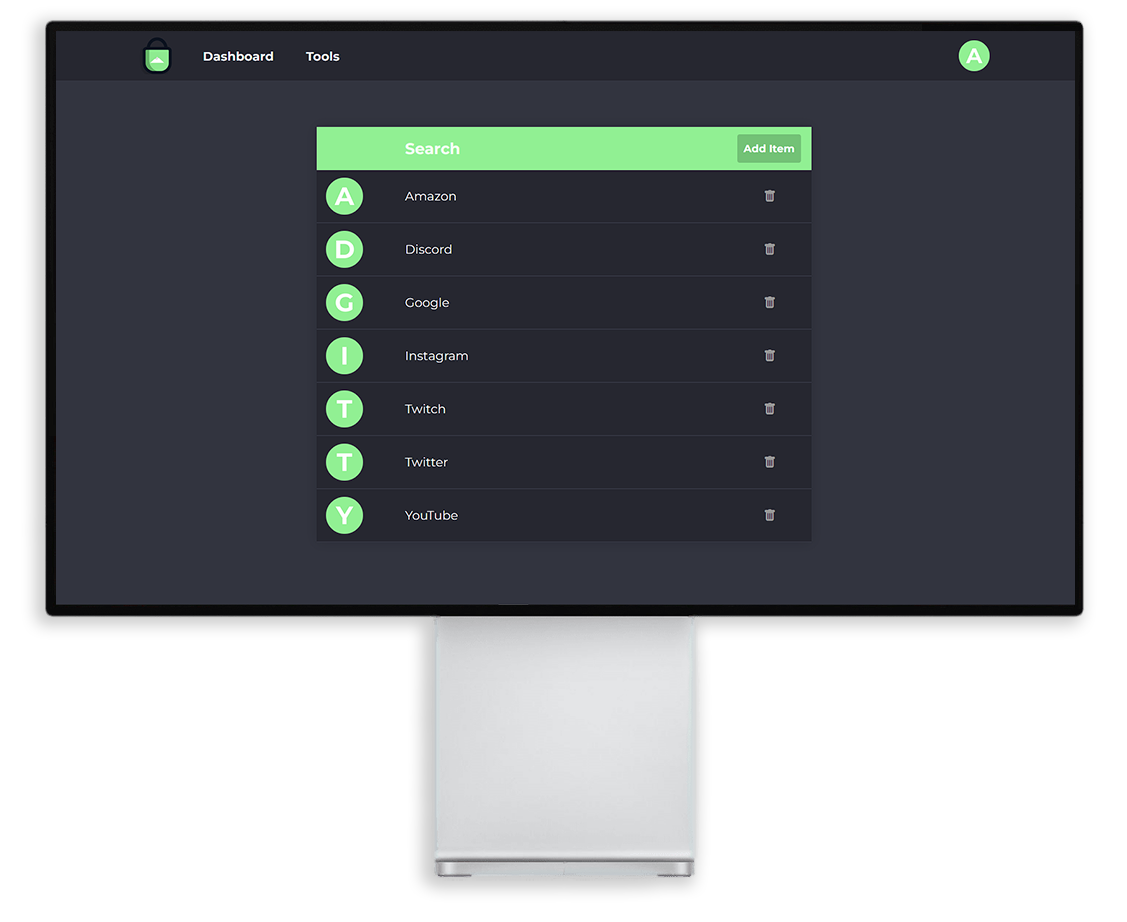 Dashboard Tools A
Search Add Item
A Amazon
D Discord
G Google
I Instagram
T Twitch
T Twitter
Y YouTube